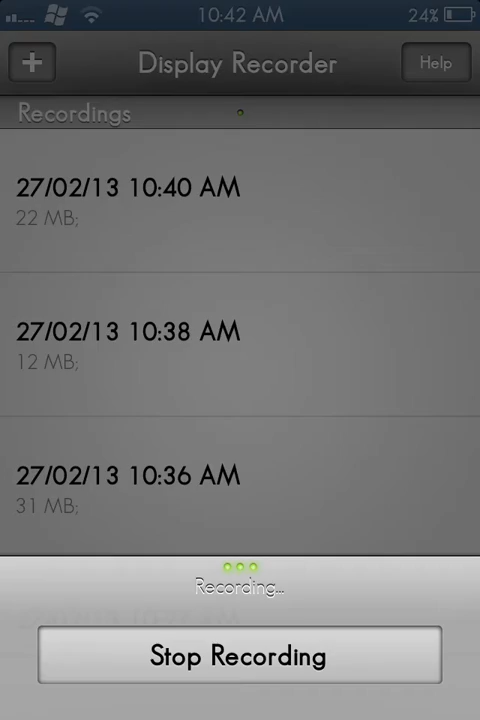 10:42 AM 24%
Display Recorder
Help
Recordings
27/02/13 10:40 AM
22 MB;
27/02/13 10:38 AM
12 MB;
27/02/13 10:36 AM
31 MB;
Recording...
Stop Recording